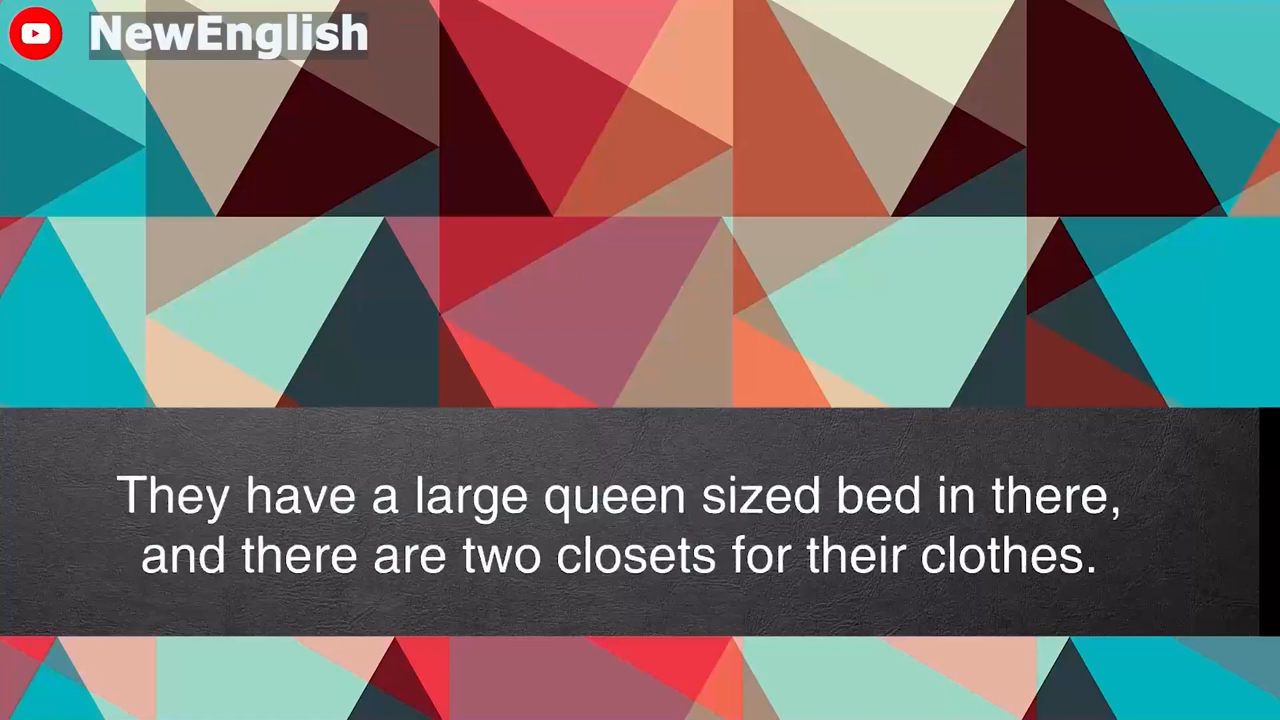 NewEnglish
They have a large queen sized bed in there,
and there are two closets for their clothes.